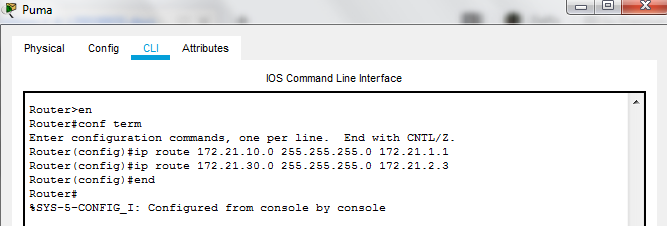 Puma
Physical Config CLI Attributes
IOS Command Line Interface
Router>en
Router#conf term
Enter configuration commands, one per line.  End with CNTL/Z.
Router(config)#ip route 172.21.10.0 255.255.255.0 172.21.1.1
Router(config)#ip route 172.21.30.0 255.255.255.0 172.21.2.3
Router(config)#end
Router#
%SYS-5-CONFIG_I: Configured from console by console